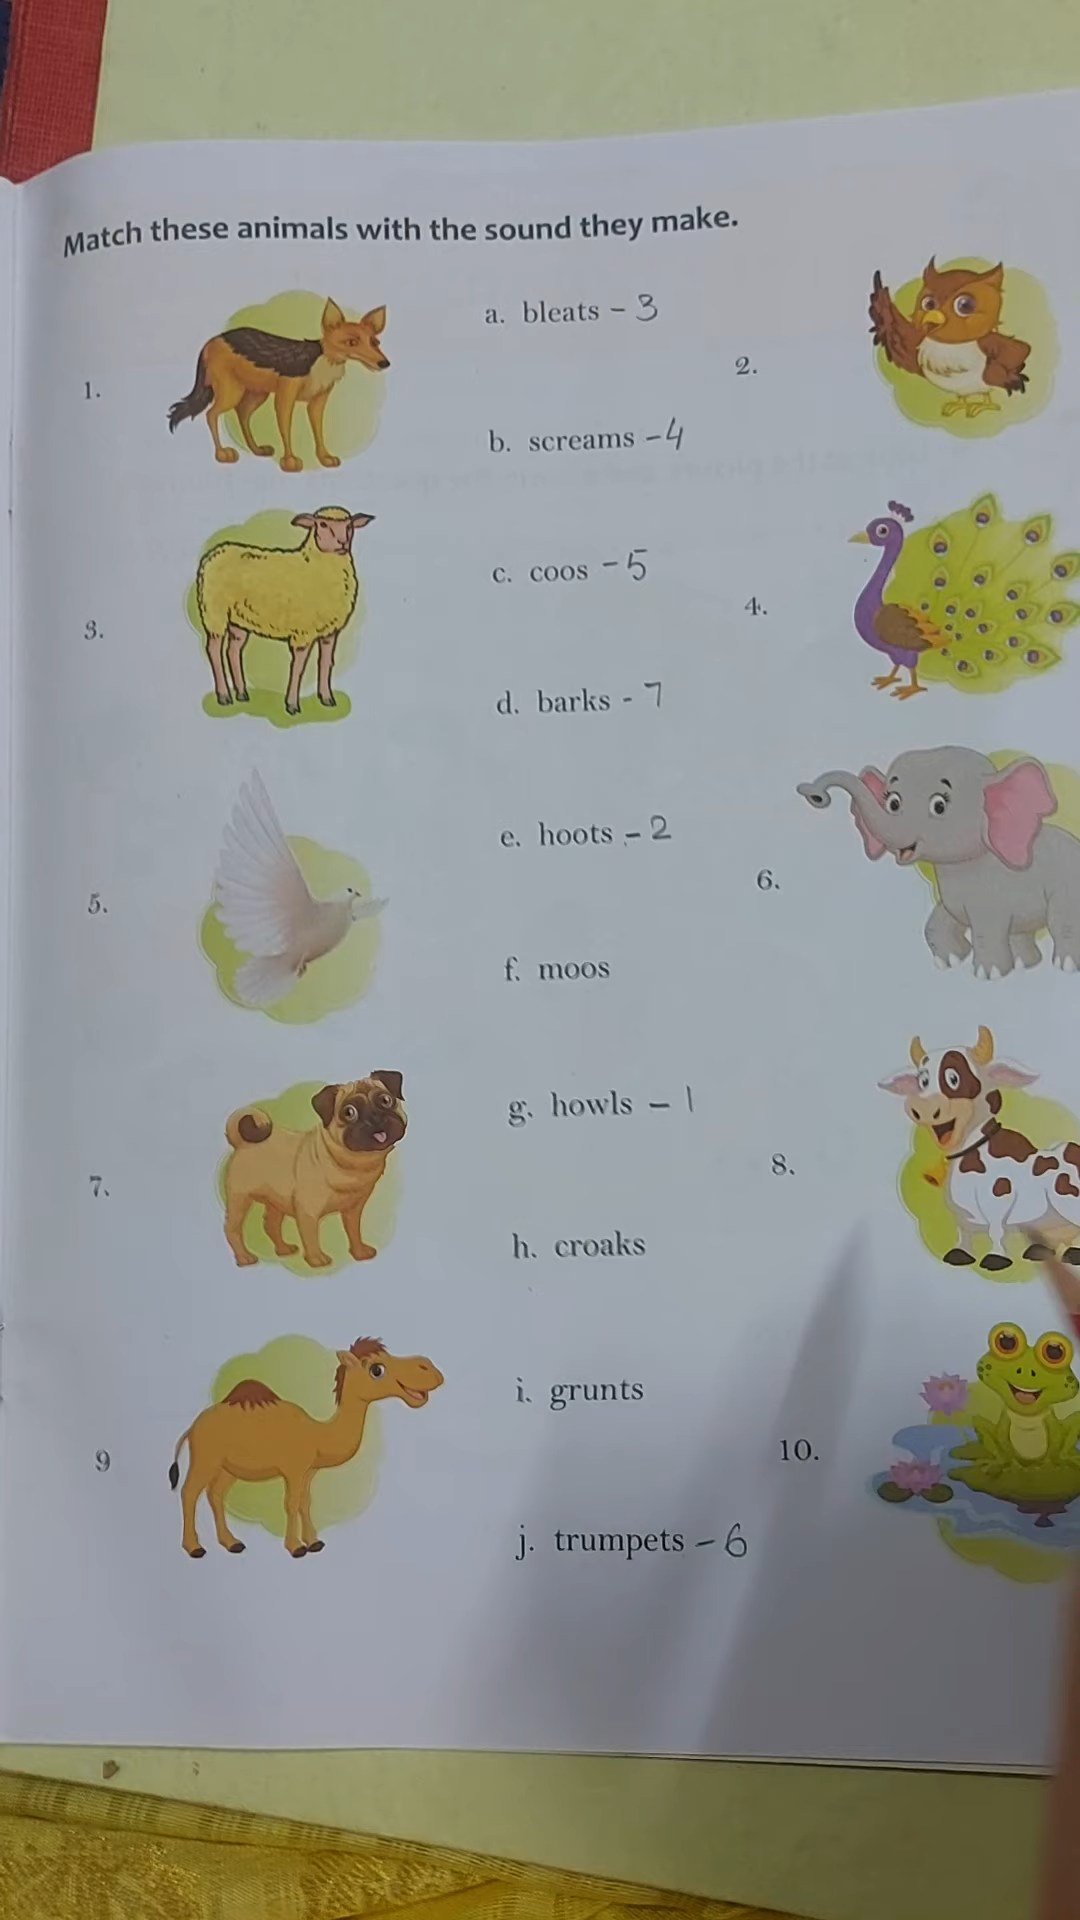 Match these animals with the sound they make.
a. bleats - 3
1.
2.
b. screams - 4
c. coos - 5
3.
4.
d. barks - 7
e. hoots - 2
5.
6.
f. moos
g. howls - 1
7.
8.
h. croaks
i. grunts
9
10.
j. trumpets - 6